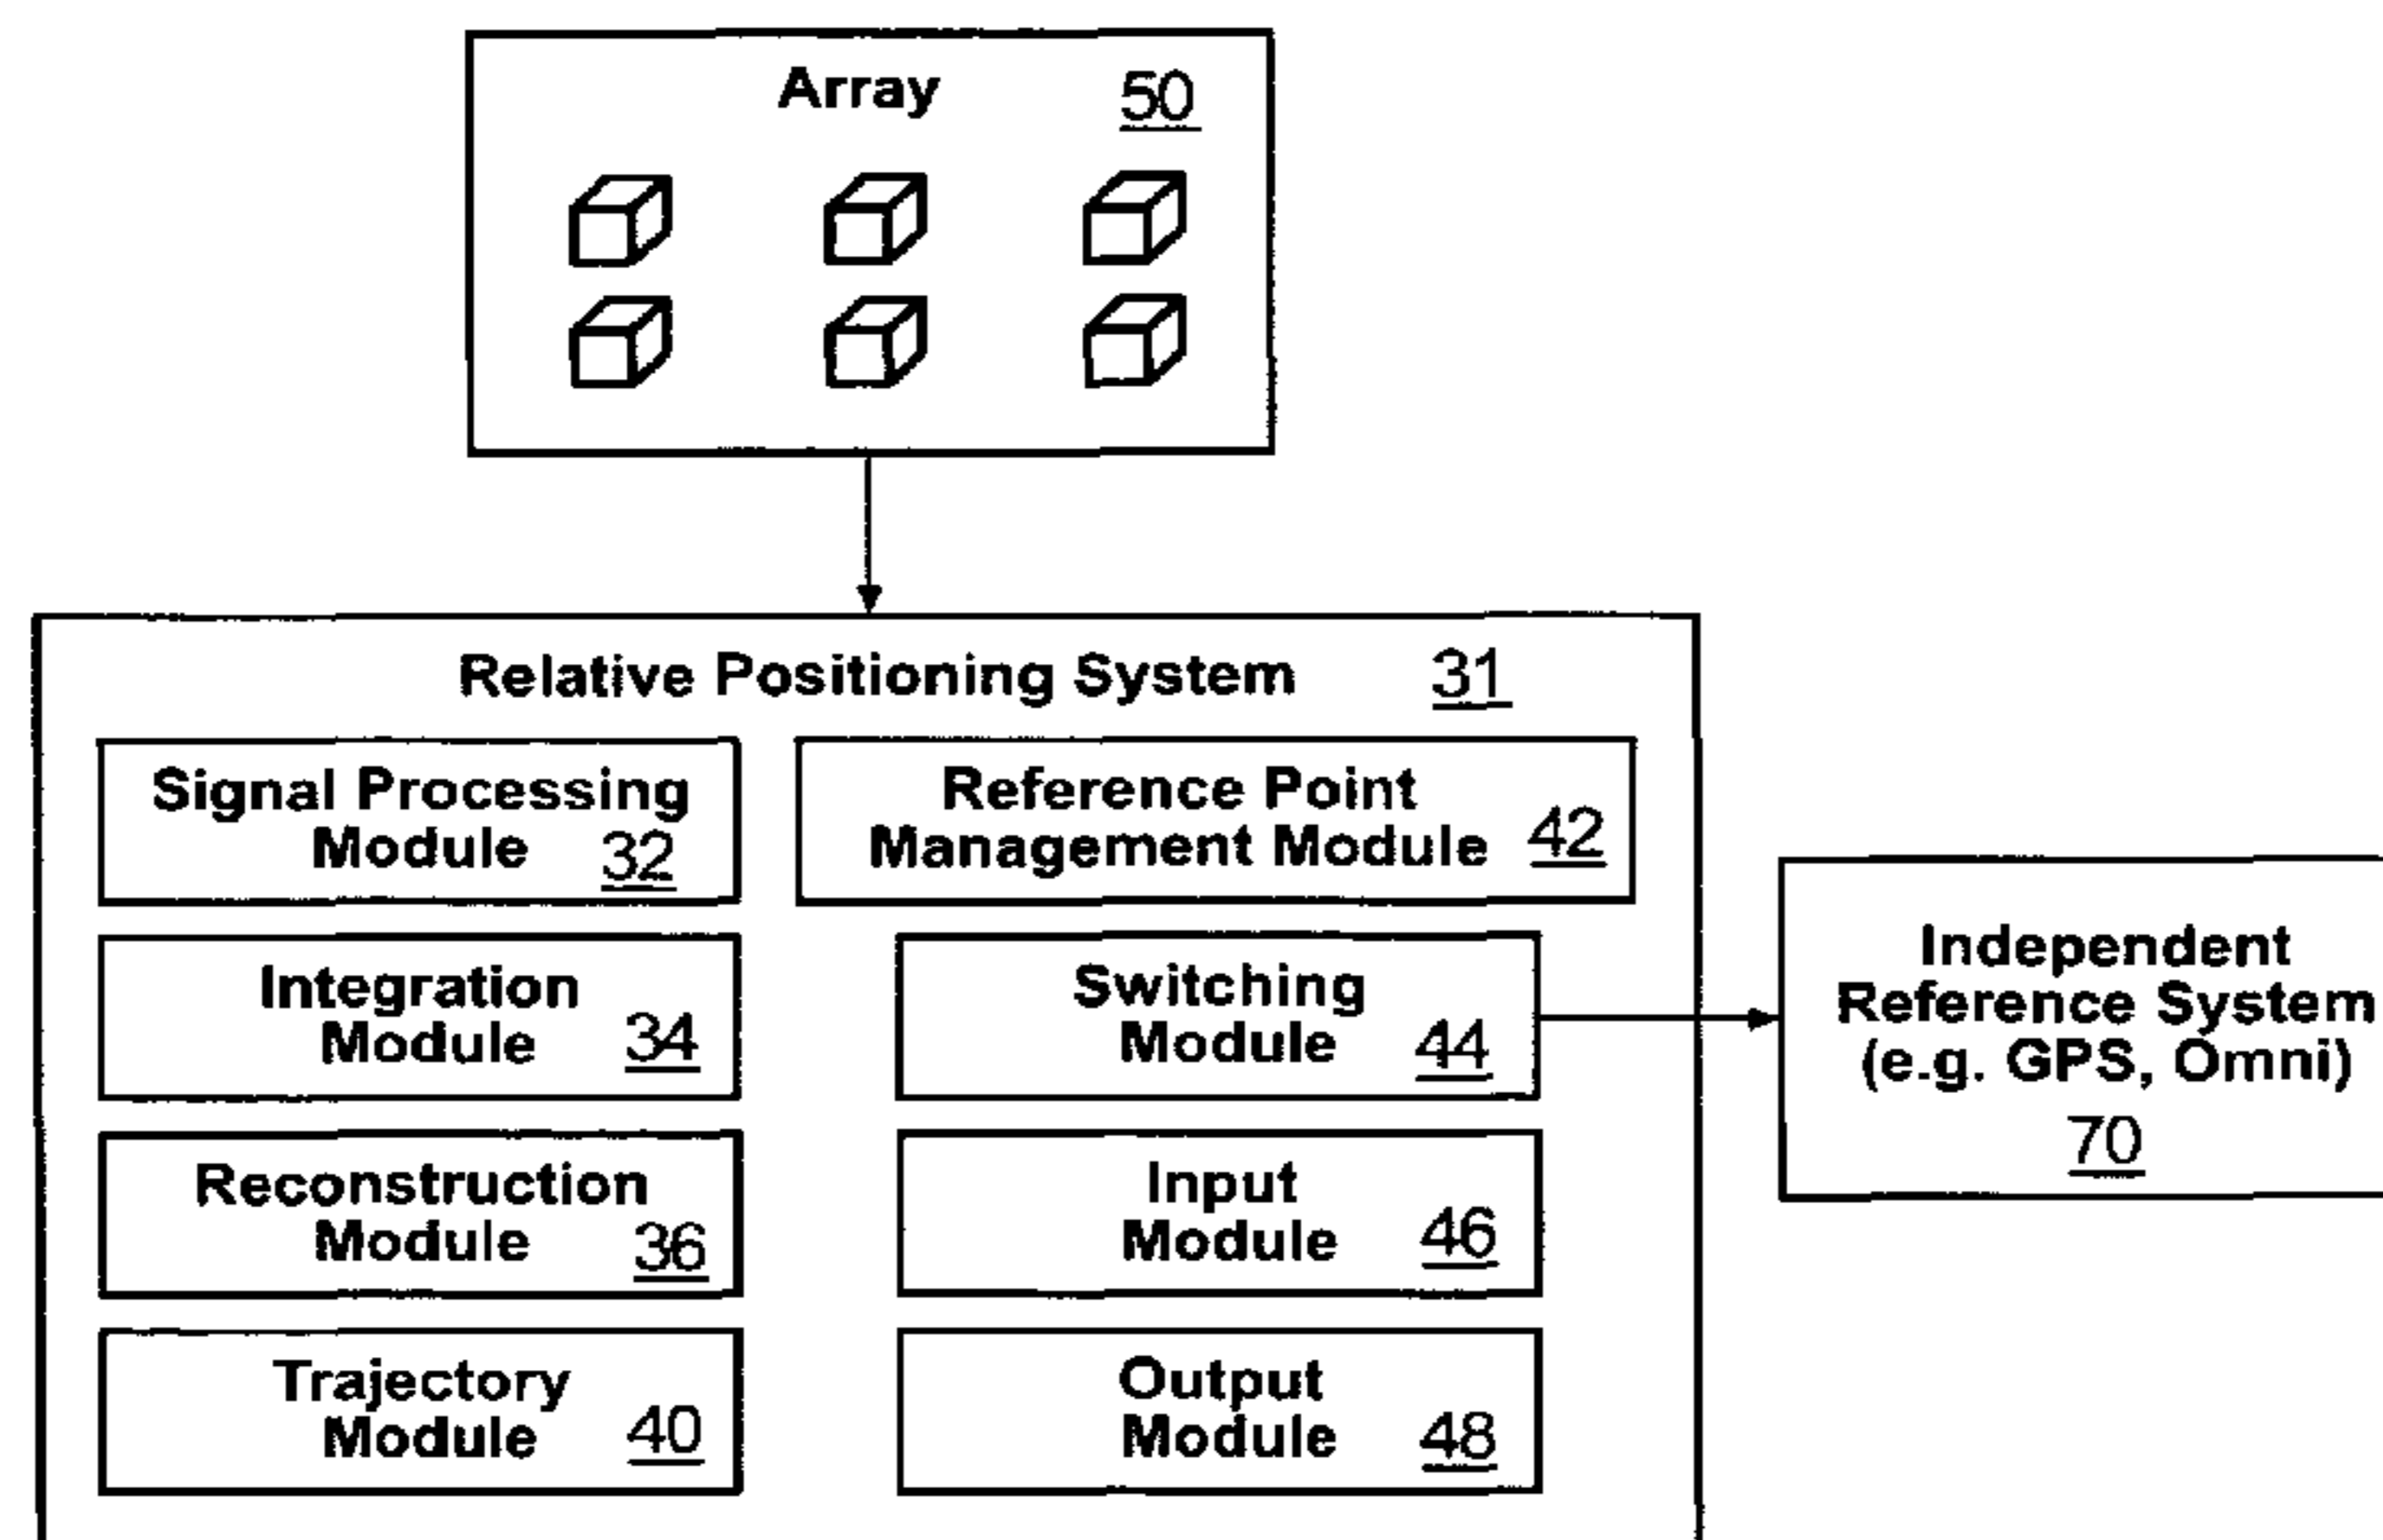 Array 50
Relative Positioning System 31
Signal Processing
Module 32
Reference Point
Management Module 42
Integration
Module 34
Switching
Module 44
Independent
Reference System
(e.g. GPS, Omni)
70
Reconstruction
Module 36
Input
Module 46
Trajectory
Module 40
Output
Module 48